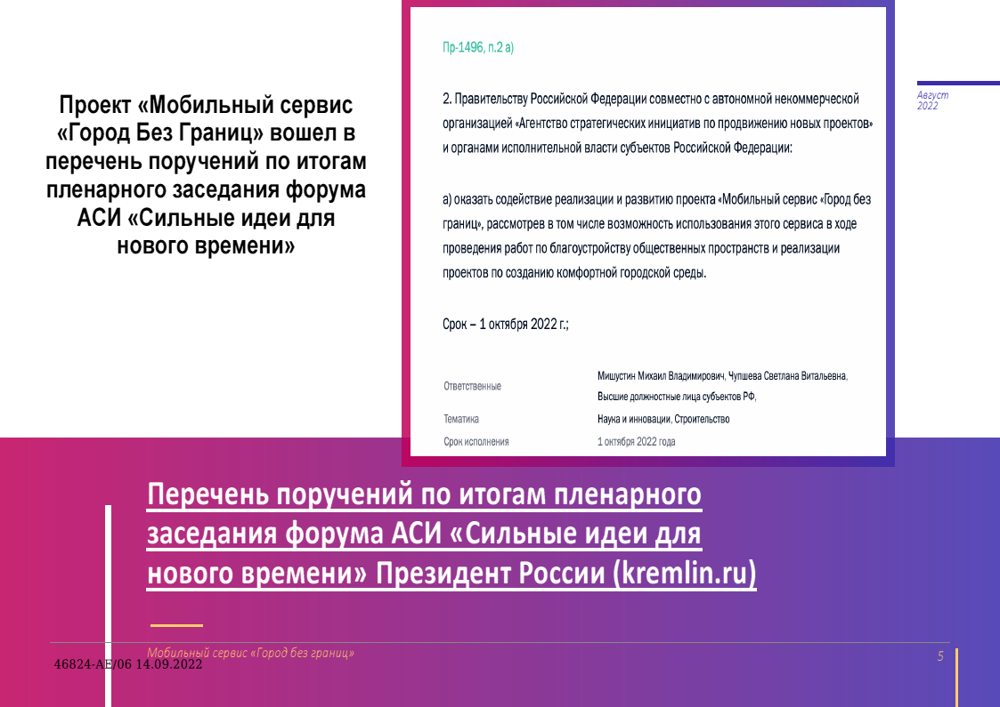 Проект «Мобильный сервис
«Город Без Границ» вошел в
перечень поручений по итогам
пленарного заседания форума
АСИ «Сильные идеи для
нового времени»
Пр-1496, п.2 а)
2. Правительству Российской Федерации совместно с автономной некоммерческой
организацией «Агентство стратегических инициатив по продвижению новых проектов»
и органами исполнительной власти субъектов Российской Федерации:
а) оказать содействие реализации и развитию проекта «Мобильный сервис «Город без
границ», рассмотрев в том числе возможность использования этого сервиса в ходе
проведения работ по благоустройству общественных пространств и реализации
проектов по созданию комфортной городской среды.
Срок – 1 октября 2022 г.;
Ответственные
Мишустин Михаил Владимирович, Чупшева Светлана Витальевна,
Высшие должностные лица субъектов РФ,
Тематика
Наука и инновации, Строительство
Срок исполнения
1 октября 2022 года
Август
2022
Перечень поручений по итогам пленарного
заседания форума АСИ «Сильные идеи для
нового времени» Президент России (kremlin.ru)
Мобильный сервис «Город без границ»
46824-АЕ/06 14.09.2022
5